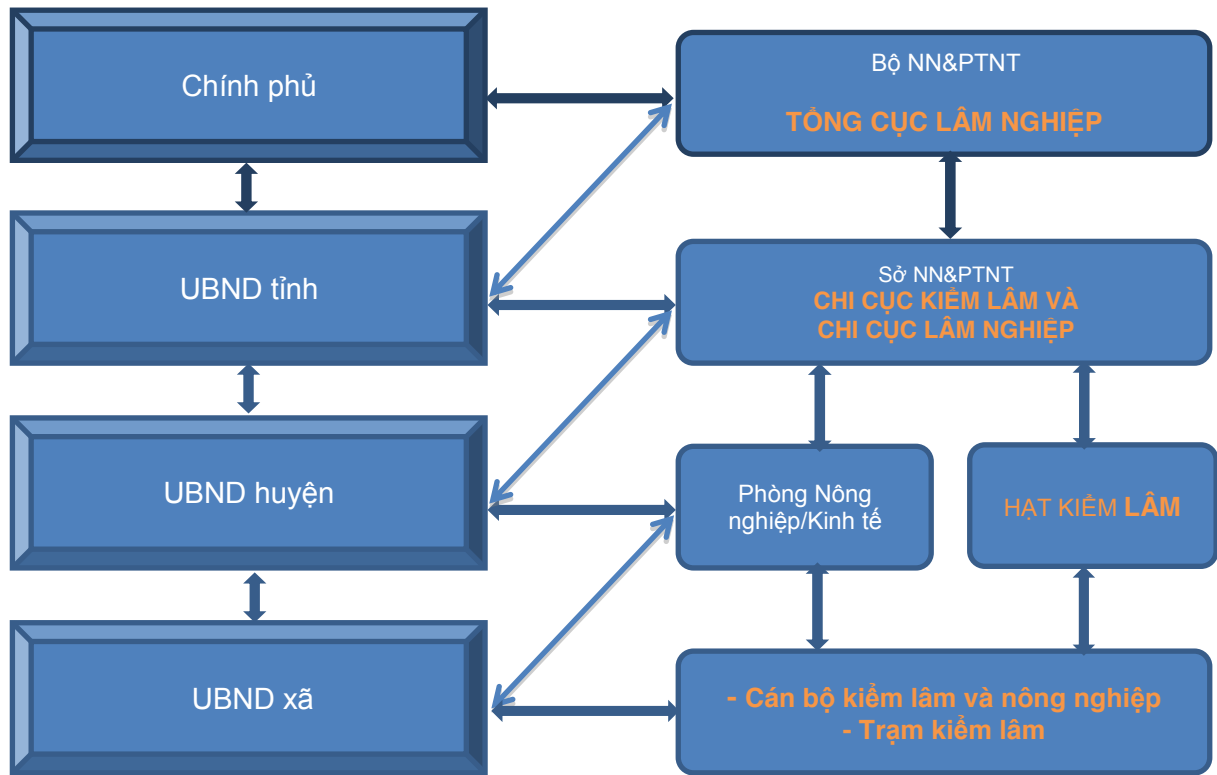 Chính phủ
Bộ NN&PTNT
TỔNG CỤC LÂM NGHIỆP
UBND tỉnh
Sở NN&PTNT
CHI CỤC KIỂM LÂM VÀ
CHI CỤC LÂM NGHIỆP
UBND huyện
Phòng Nông
nghiệp/Kinh tế
HẠT KIỂM LÂM
UBND xã
- Cán bộ kiểm lâm và nông nghiệp
- Trạm kiểm lâm